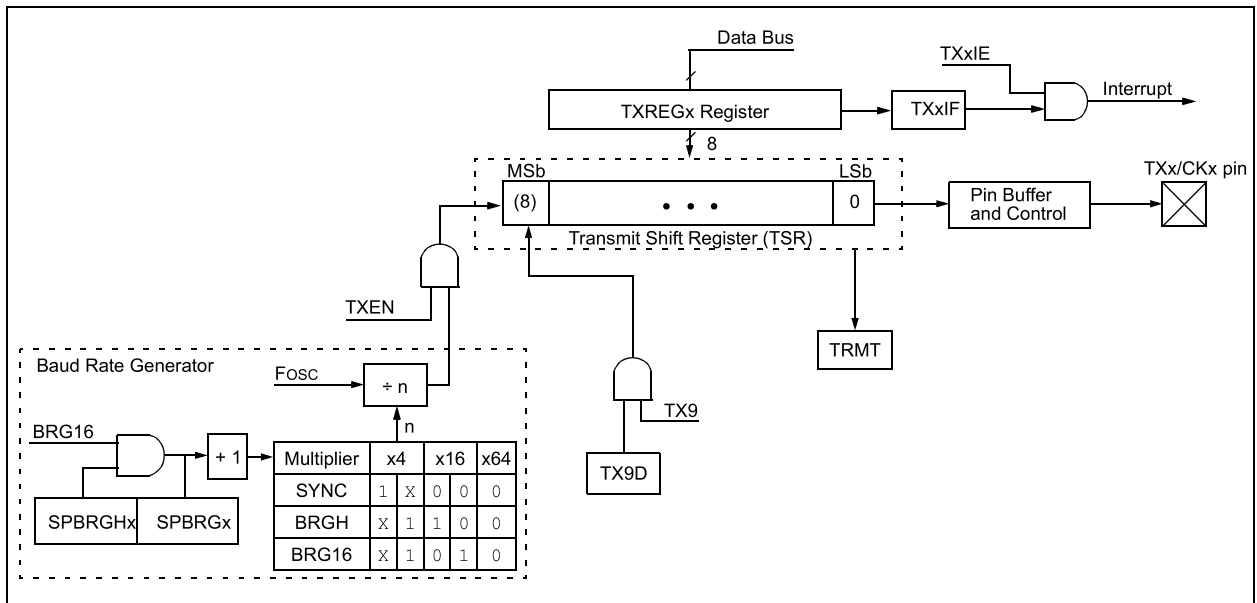 Data Bus
TXxIE
TXREGx Register
TXxIF
Interrupt
8
MSb
LSb
TXx/CKx pin
(8)
• • •
0
Pin Buffer
and Control
Transmit Shift Register (TSR)
TXEN
TRMT
Baud Rate Generator
FOSC
÷ n
n
TX9
BRG16
+ 1
TX9D
SPBRGHx SPBRGx
Multiplier x4 x16 x64
SYNC 1 X 0 0 0
BRGH X 1 1 0 0
BRG16 X 1 0 1 0